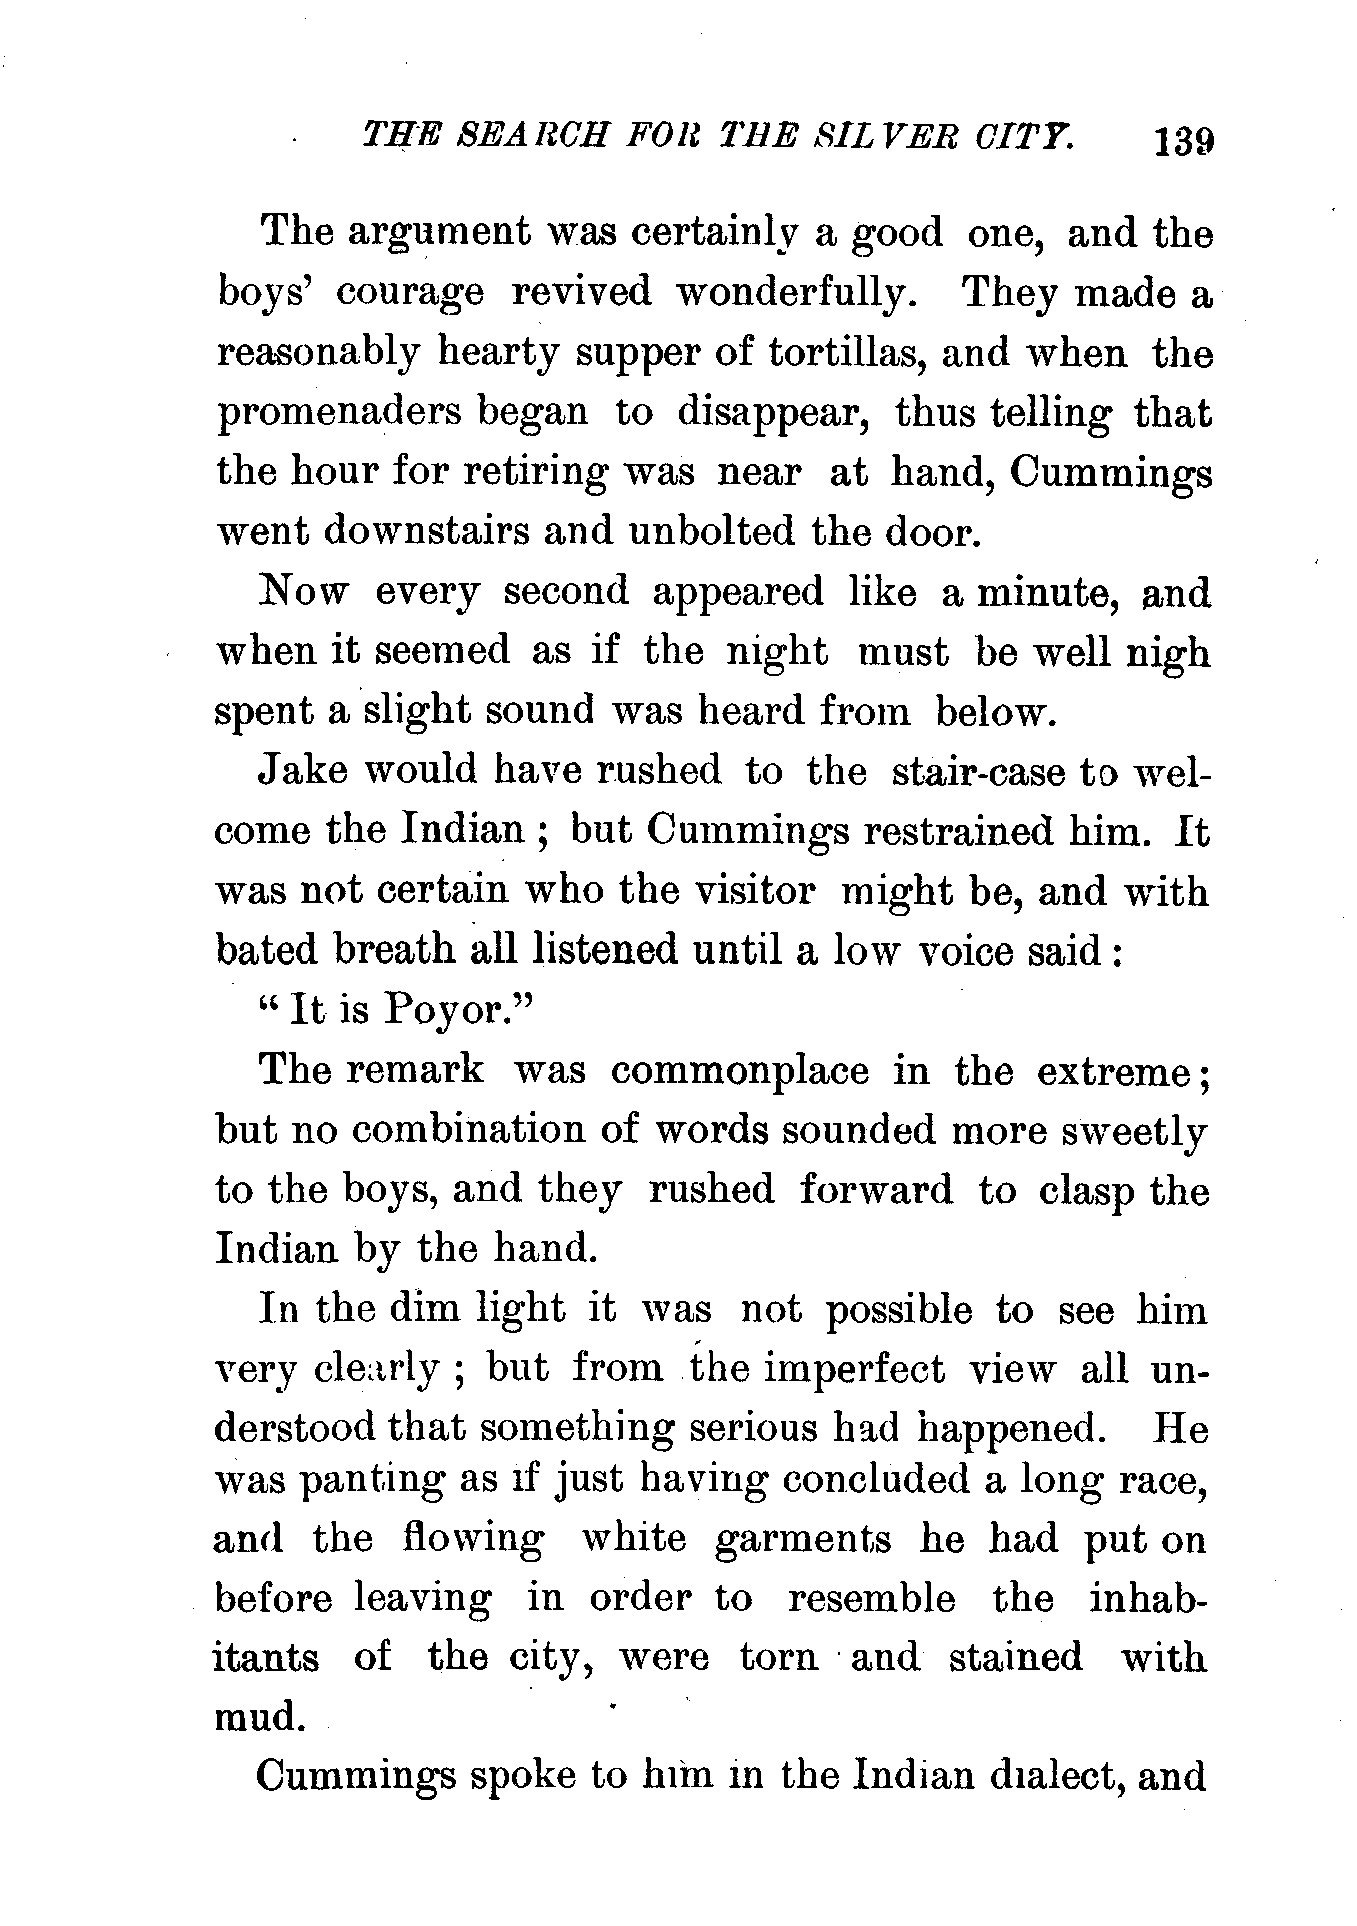 THE SEARCH FOR THE SILVER CITY. 139
The argument was certainly a good one, and the
boys' courage revived wonderfully. They made a
reasonably hearty supper of tortillas, and when the
promenaders began to disappear, thus telling that
the hour for retiring was near at hand, Cummings
went downstairs and unbolted the door.
Now every second appeared like a minute, and
when it seemed as if the night must be well nigh
spent a slight sound was heard from below.
Jake would have rushed to the stair-case to wel-
come the Indian ; but Cummings restrained him. It
was not certain who the visitor might be, and with
bated breath all listened until a low voice said :
“ It is Poyor.”
The remark was commonplace in the extreme;
but no combination of words sounded more sweetly
to the boys, and they rushed forward to clasp the
Indian by the hand.
In the dim light it was not possible to see him
very clearly ; but from the imperfect view all un-
derstood that something serious had happened. He
was panting as if just having concluded a long race,
and the flowing white garments he had put on
before leaving in order to resemble the inhab-
itants of the city, were torn and stained with
mud.
Cummings spoke to him in the Indian dialect, and